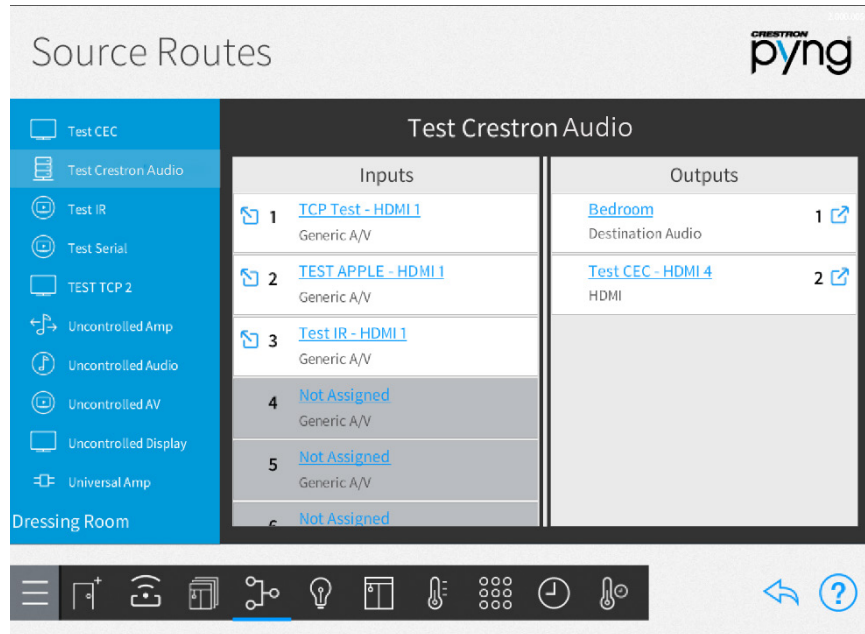 Source Routes
CRESTRON
pyng
Test CEC
Test Crestron Audio
Test IR
Test Serial
TEST TCP 2
Uncontrolled Amp
Uncontrolled Audio
Uncontrolled AV
Uncontrolled Display
Universal Amp
Dressing Room
Test Crestron Audio
Inputs
1 TCP Test - HDMI 1
Generic A/V
2 TEST APPLE - HDMI 1
Generic A/V
3 Test IR - HDMI 1
Generic A/V
4 Not Assigned
Generic A/V
5 Not Assigned
Generic A/V
6 Not Assigned
Outputs
Bedroom 1
Destination Audio
Test CEC - HDMI 4 2
HDMI
?